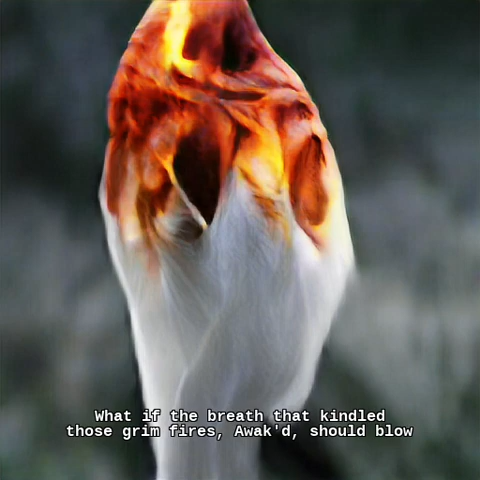 What if the breath that kindled
those grim fires, Awak'd, should blow